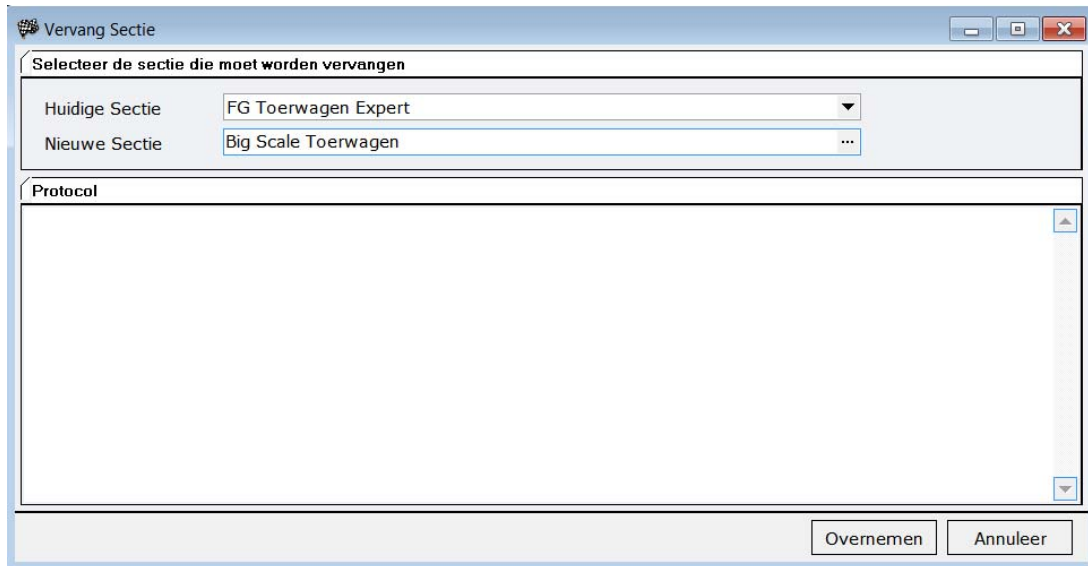 Vervang Sectie
Selecteer de sectie die moet worden vervangen
Huidige Sectie FG Toerwagen Expert
Nieuwe Sectie Big Scale Toerwagen ...
Protocol
Overnemen Annuleer